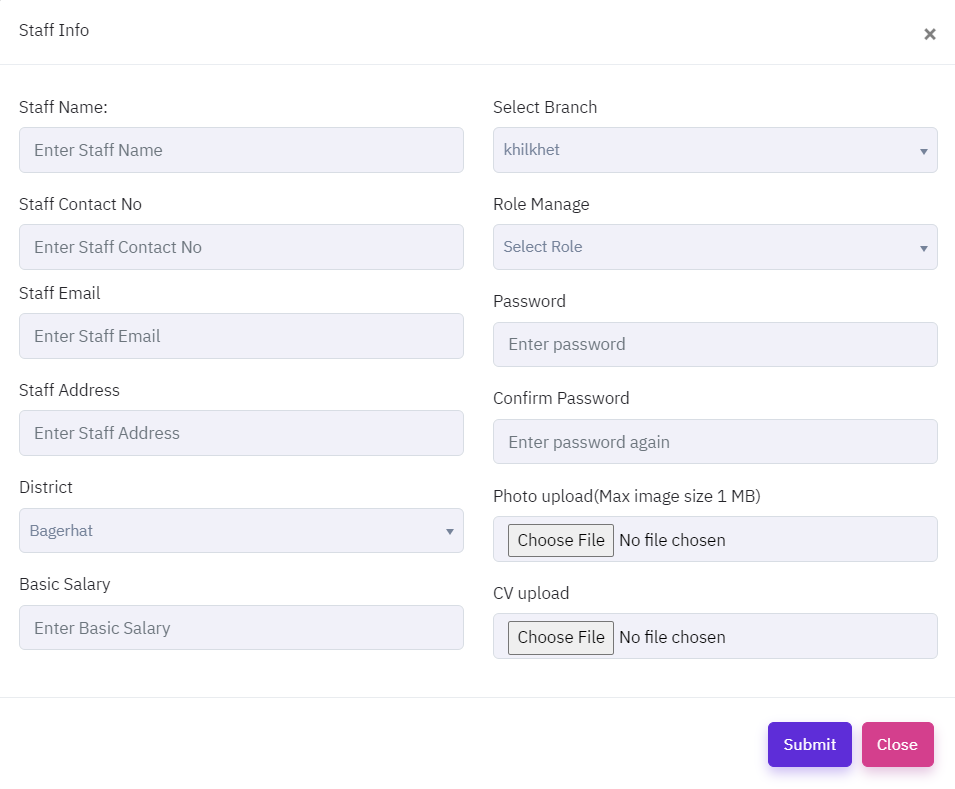 Staff Info
×
Staff Name:
Enter Staff Name
Staff Contact No
Enter Staff Contact No
Staff Email
Enter Staff Email
Staff Address
Enter Staff Address
District
Bagerhat
Basic Salary
Enter Basic Salary
Select Branch
khilkhet
Role Manage
Select Role
Password
Enter password
Confirm Password
Enter password again
Photo upload(Max image size 1 MB)
Choose File No file chosen
CV upload
Choose File No file chosen
Submit Close